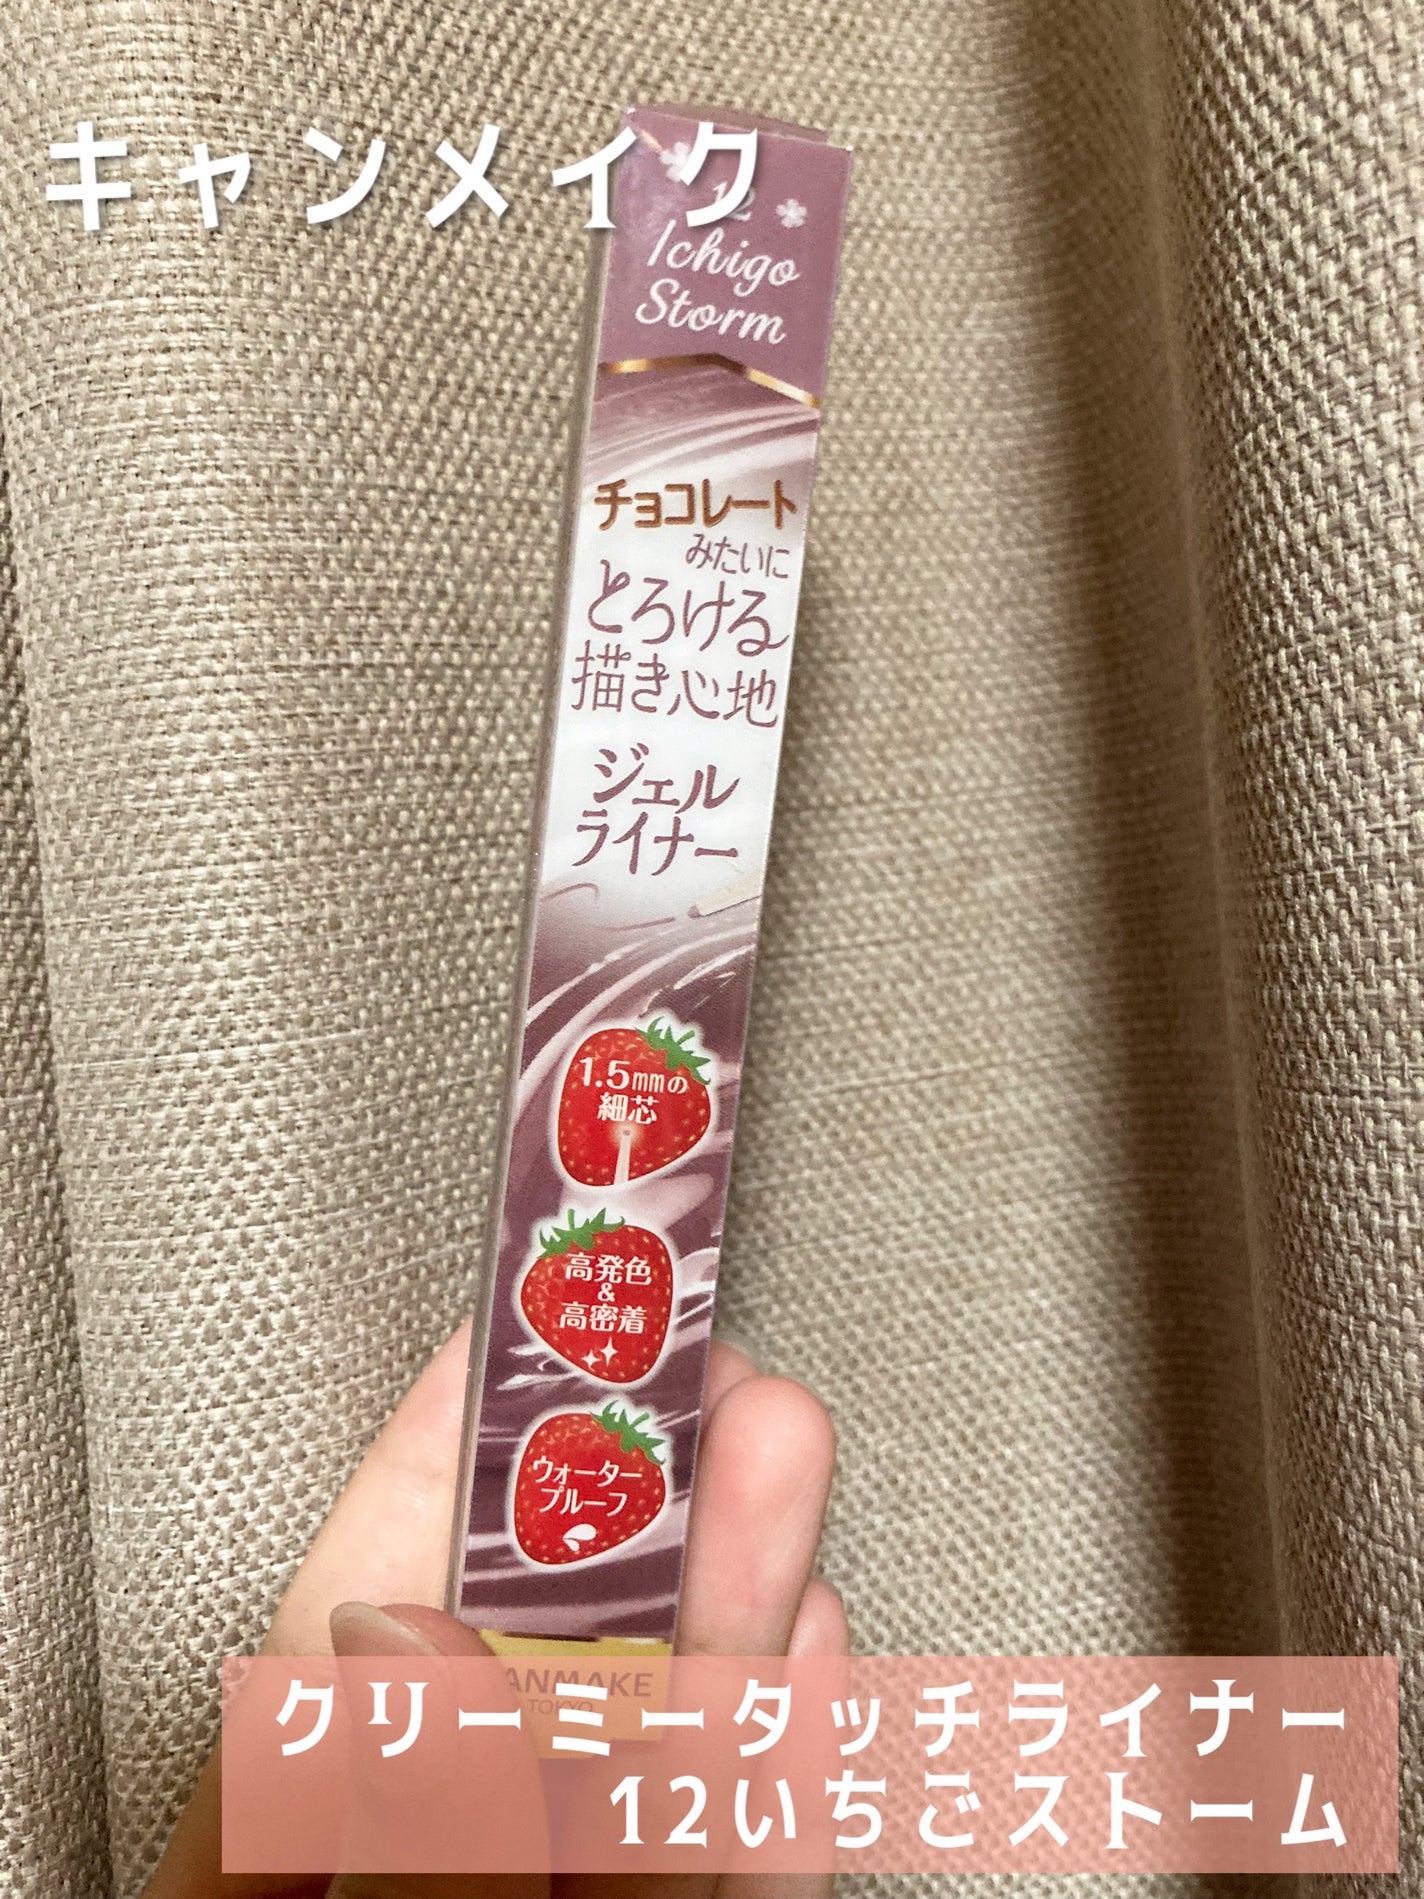 キャンメイク
12
Ichigo
Storm
チョコレート
みたいに
とろける
描き心地
ジェル
ライナー
1.5mmの
細芯
高発色
&
高密着
ウォーター
プルーフ
ANMAKE
TOKYO
クリーミータッチライナー
12いちごストーム